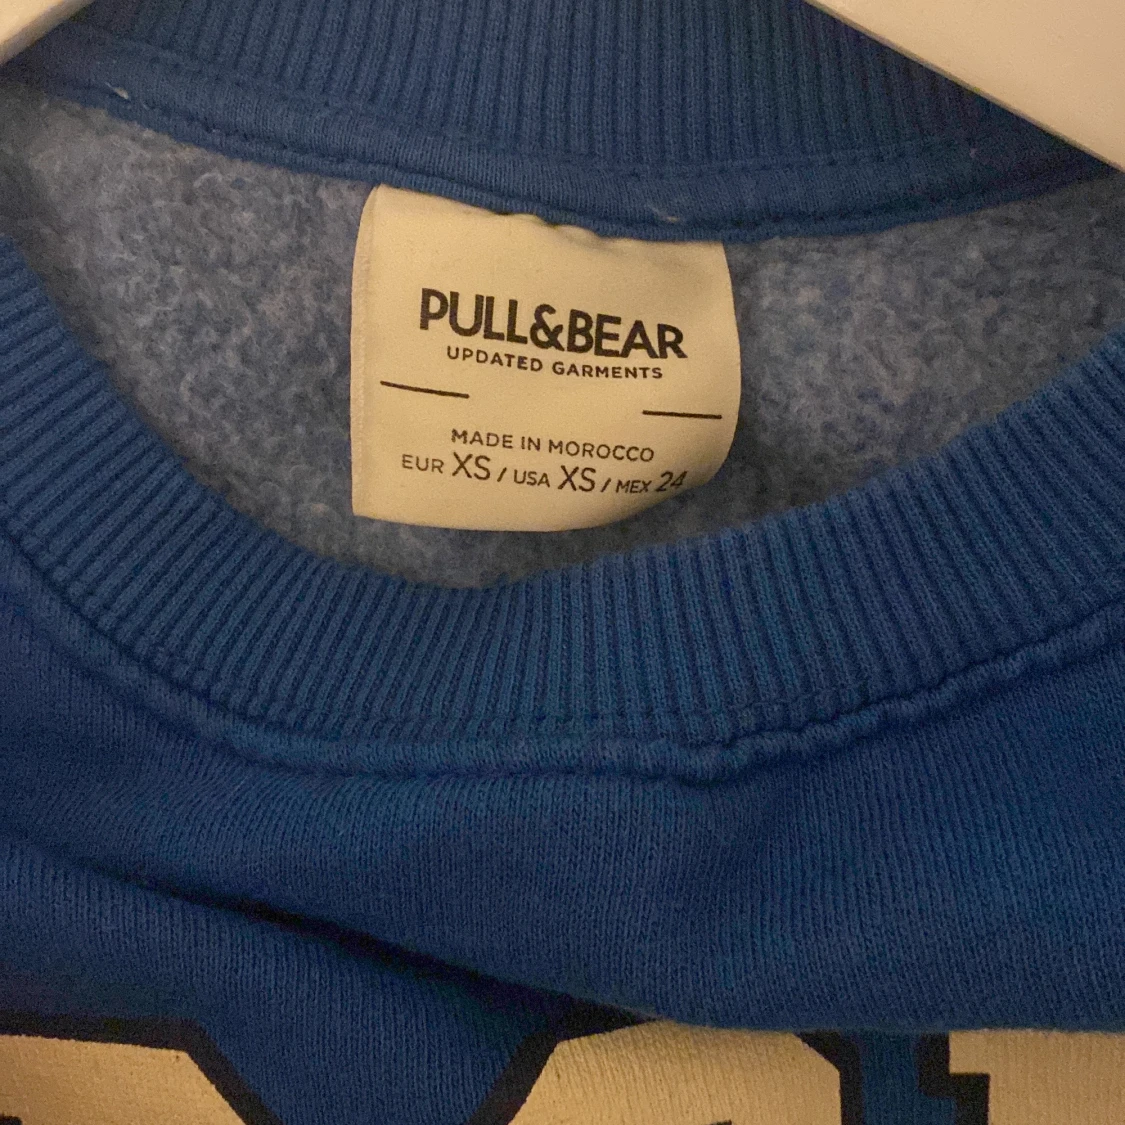 PULL&BEAR
UPDATED GARMENTS
MADE IN MOROCCO
EUR XS / USA XS / MEX 24